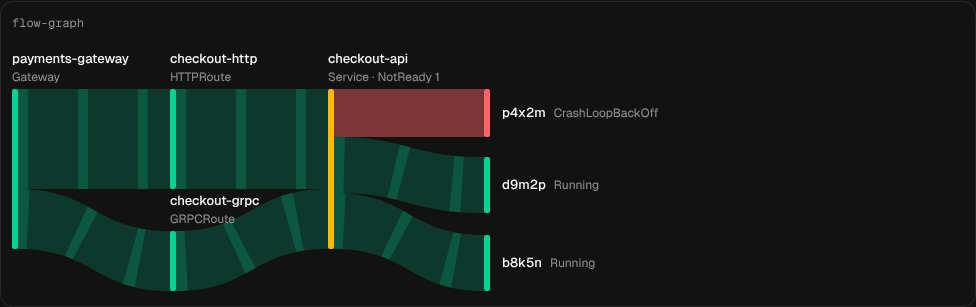 flow-graph
payments-gateway
Gateway
checkout-http
HTTPRoute
checkout-api
Service · NotReady 1
p4x2m CrashLoopBackOff
d9m2p Running
checkout-grpc
GRPCRoute
b8k5n Running